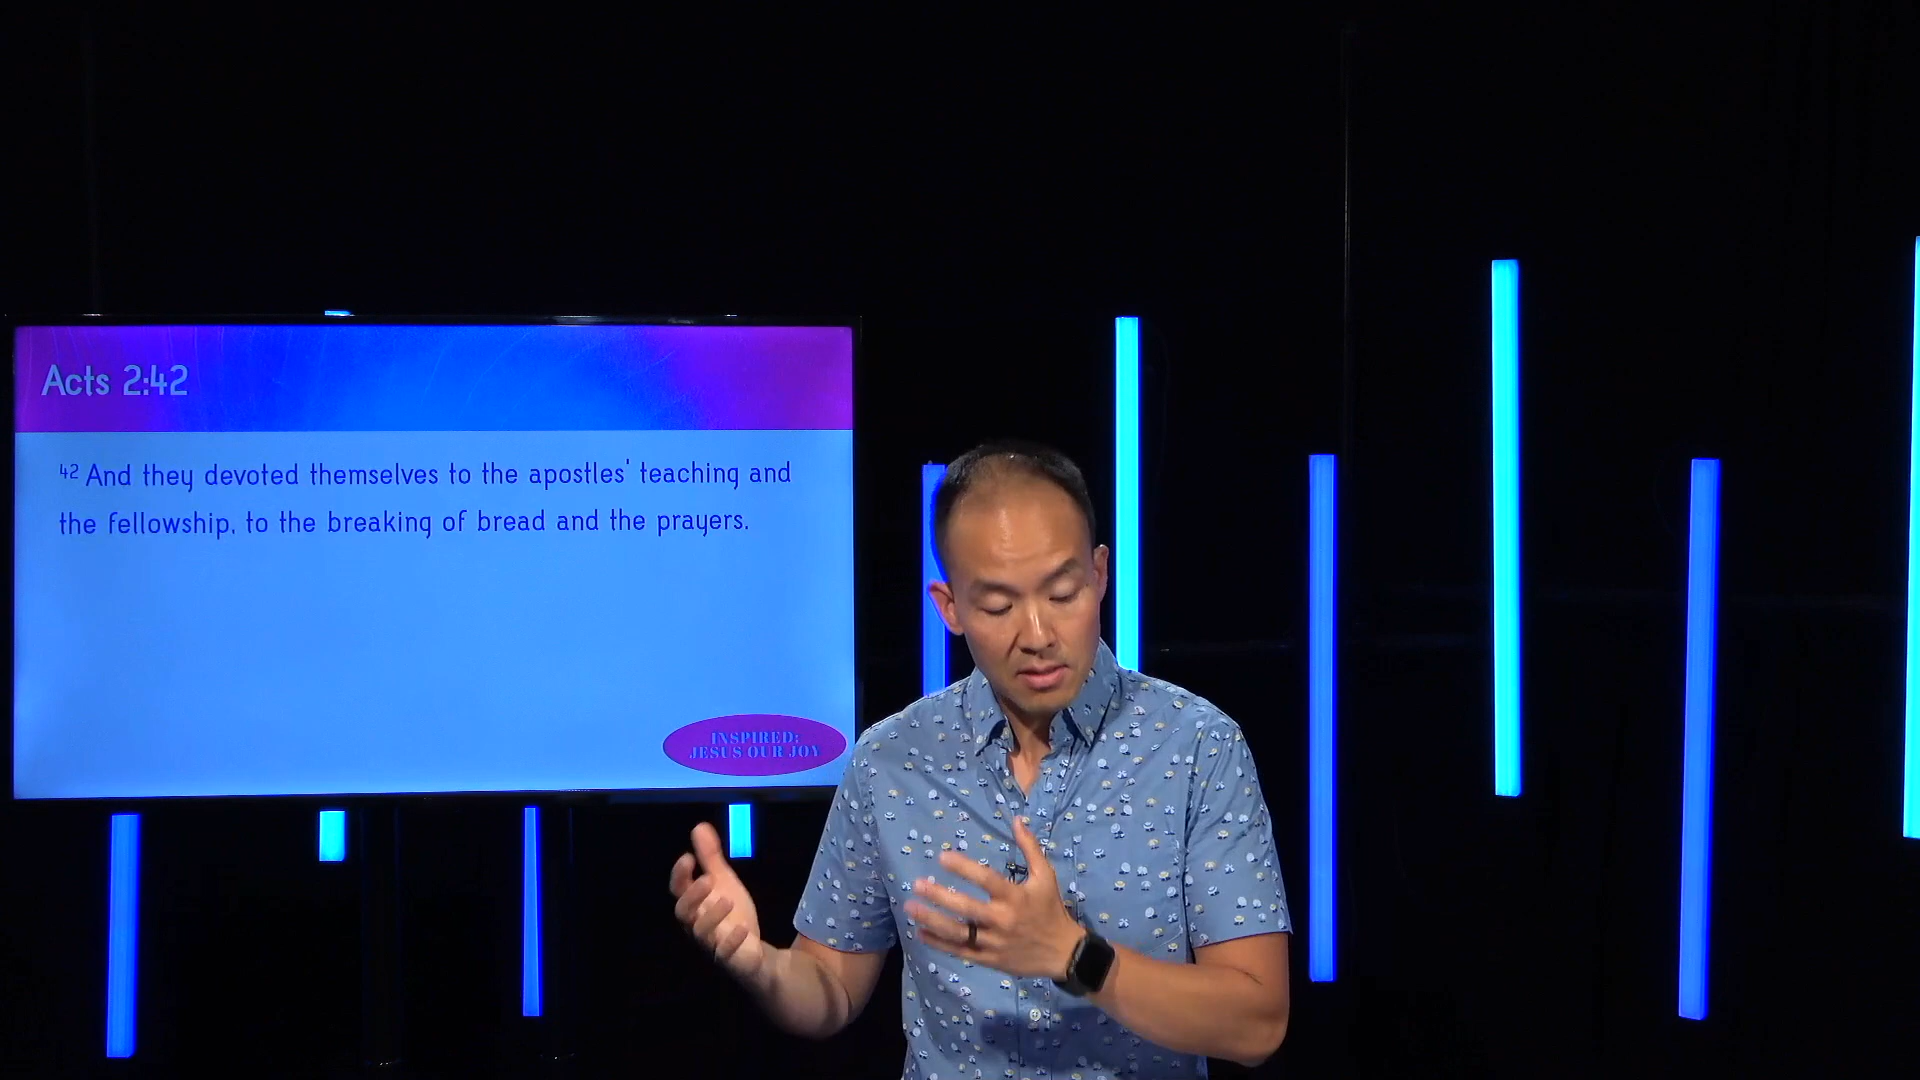 Acts 2:42
42 And they devoted themselves to the apostles' teaching and
the fellowship, to the breaking of bread and the prayers.
INSPIRED:
JESUS OUR JOY